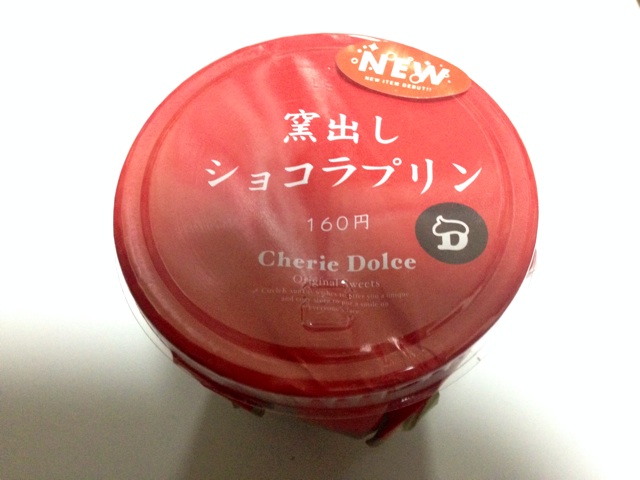 NEW
NEW ITEM DEBUT!!
窯出し
ショコラプリン
160円
D
Cherie Dolce
Original Sweets